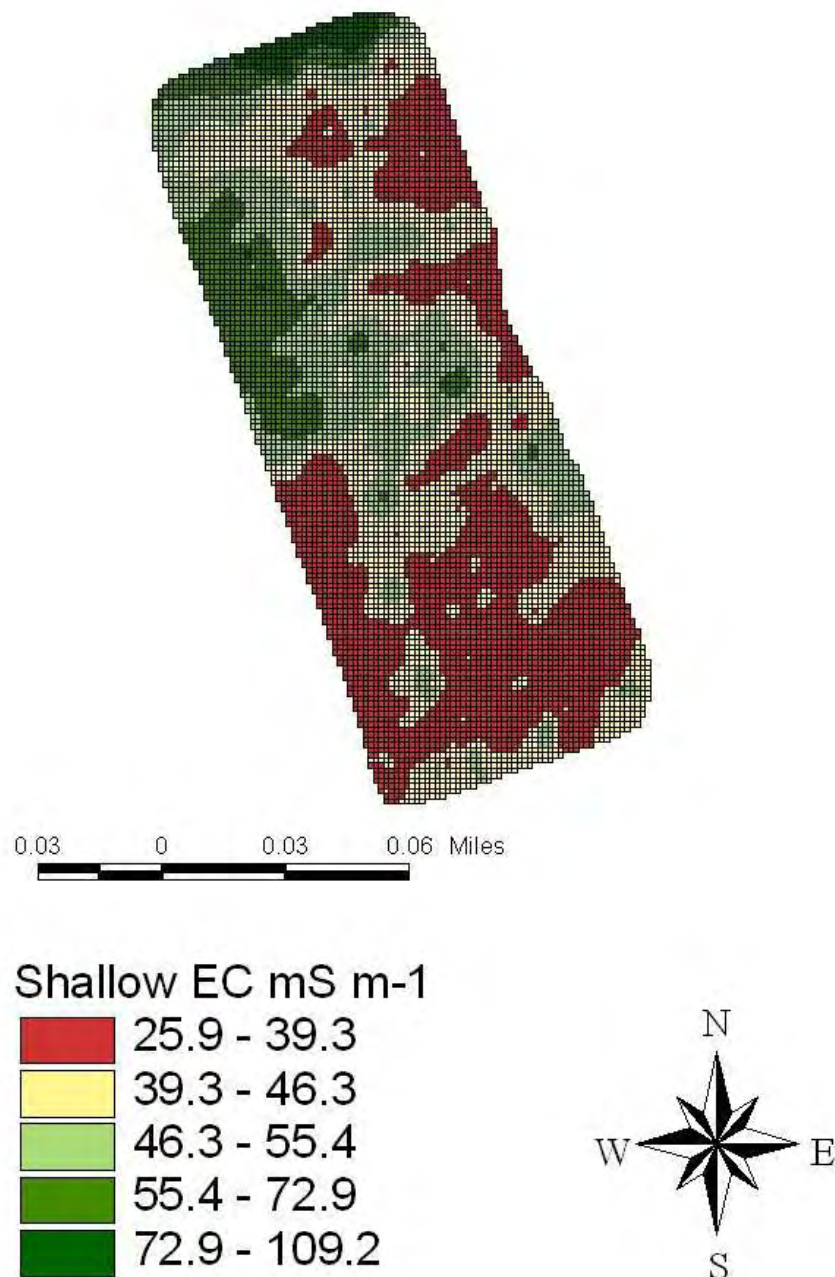 0.03 0 0.03 0.06 Miles
Shallow EC mS m-1
25.9 - 39.3
39.3 - 46.3
46.3 - 55.4
55.4 - 72.9
72.9 - 109.2
N
W E
S